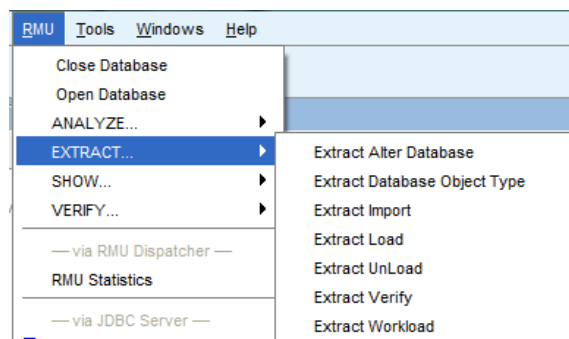 RMU Tools Windows Help
Close Database
Open Database
ANALYZE...
EXTRACT...
SHOW...
VERIFY...
— via RMU Dispatcher —
RMU Statistics
— via JDBC Server —
Extract Alter Database
Extract Database Object Type
Extract Import
Extract Load
Extract UnLoad
Extract Verify
Extract Workload